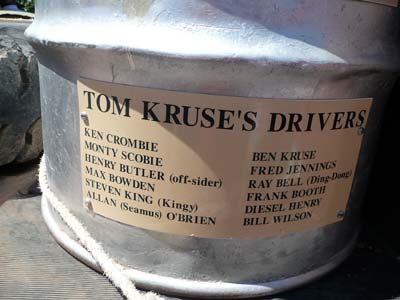 TOM KRUSE'S DRIVERS
KEN CROMBIE
MONTY SCOBIE
HENRY BUTLER (off-sider)
MAX BOWDEN
STEVEN KING (Kingy)
ALLAN (Seamus) O'BRIEN
BEN KRUSE
FRED JENNINGS
RAY BELL (Ding-Dong)
FRANK BOOTH
DIESEL HENRY
BILL WILSON